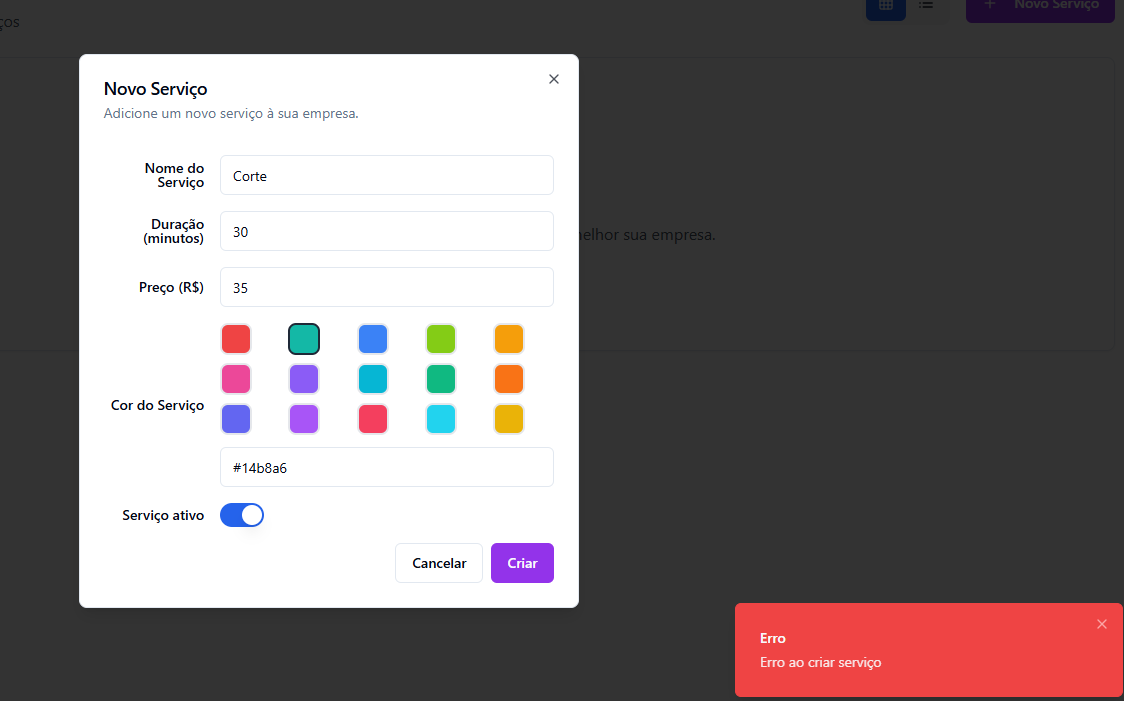 ços
Novo Serviço
Novo Serviço
Adicione um novo serviço à sua empresa.
Nome do
Serviço
Corte
Duração
(minutos)
30
Preço (R$)
35
melhor sua empresa.
Cor do Serviço
#14b8a6
Serviço ativo
Cancelar
Criar
Erro
Erro ao criar serviço